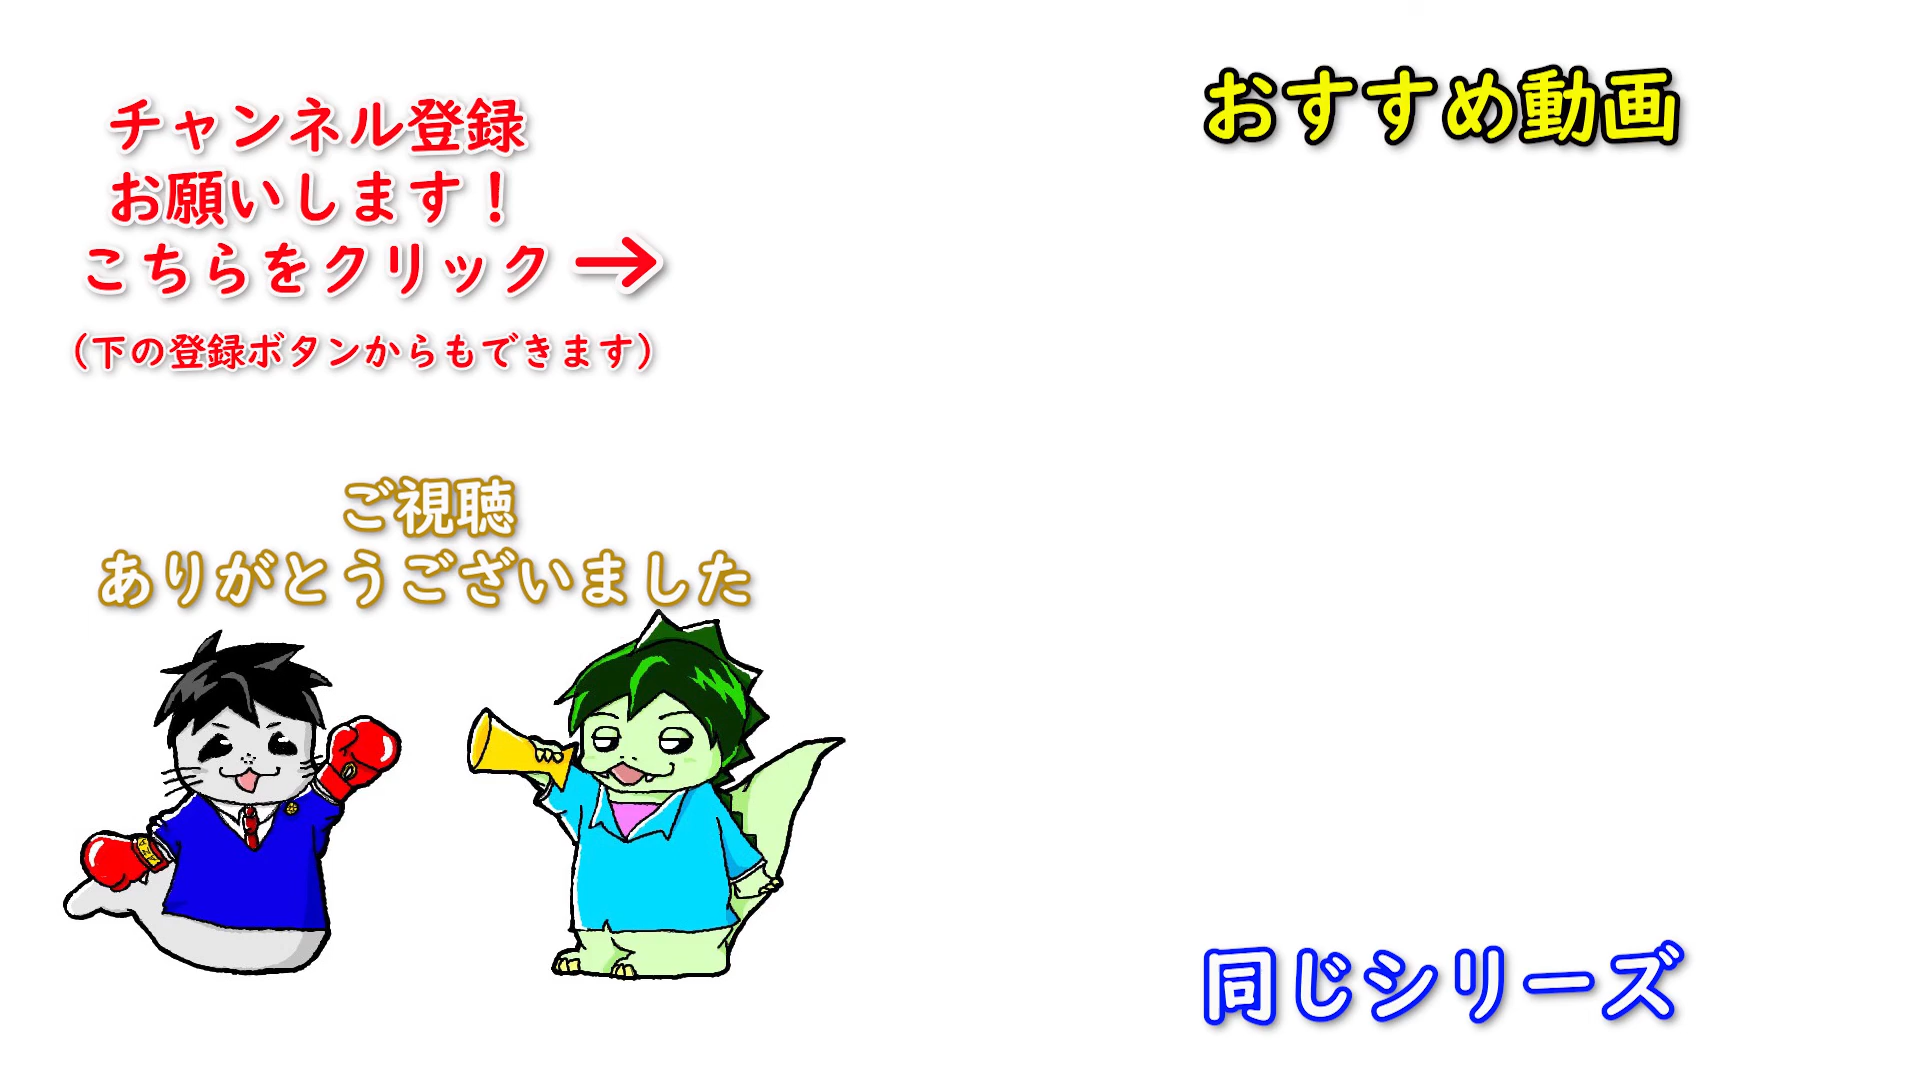 チャンネル登録
お願いします！
こちらをクリック→
（下の登録ボタンからもできます）
ご視聴
ありがとうございました
おすすめ動画
同じシリーズ